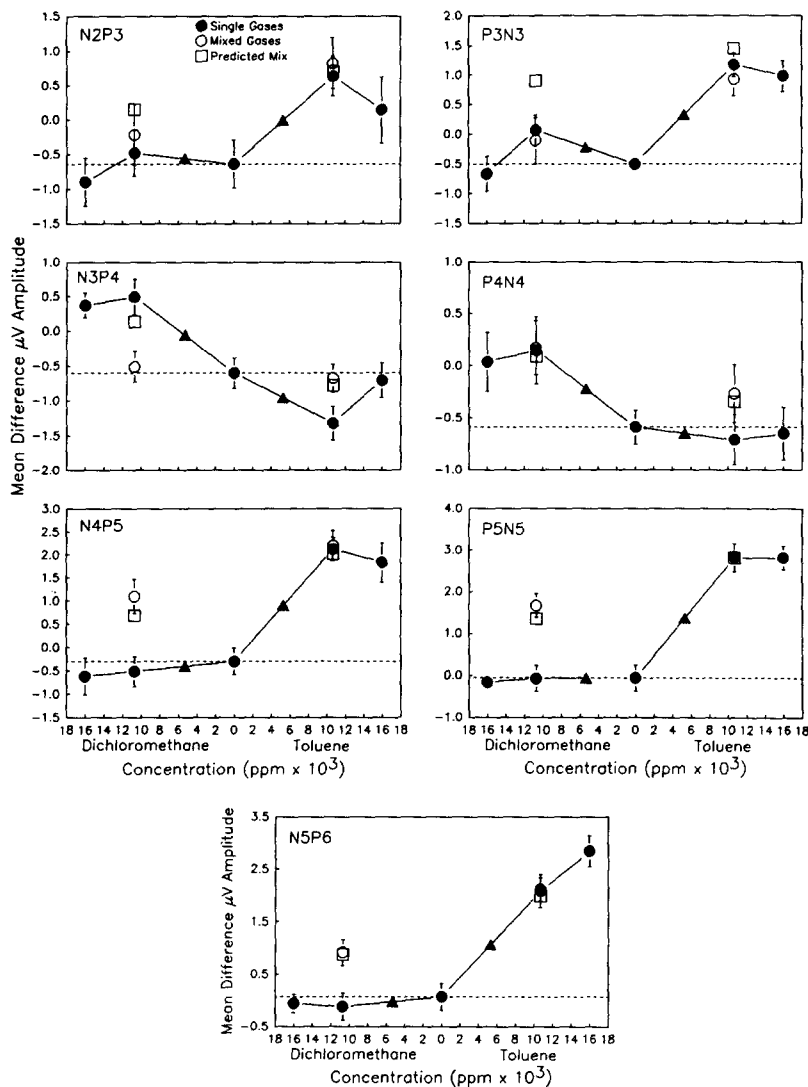 N2P3
● Single Gases
○ Mixed Gases
□ Predicted Mix
1.5
1.0
0.5
0.0
−0.5
−1.0
−1.5
P3N3
2.0
1.5
1.0
0.5
0.0
−0.5
−1.0
−1.5
Mean Difference µV Amplitude
N3P4
1.0
0.5
0.0
−0.5
−1.0
−1.5
−2.0
P4N4
1.0
0.5
0.0
−0.5
−1.0
N4P5
3.0
2.5
2.0
1.5
1.0
0.5
0.0
−0.5
−1.0
−1.5
18 16 14 12 10 8 6 4 2 0 2 4 6 8 10 12 14 16 18
Dichloromethane Toluene
Concentration (ppm x 10³)
P5N5
4.0
3.0
2.0
1.0
0.0
−1.0
18 16 14 12 10 8 6 4 2 0 2 4 6 8 10 12 14 16 18
Dichloromethane Toluene
Concentration (ppm x 10³)
Mean Difference µV Amplitude
N5P6
3.5
2.5
1.5
0.5
−0.5
18 16 14 12 10 8 6 4 2 0 2 4 6 8 10 12 14 16 18
Dichloromethane Toluene
Concentration (ppm x 10³)